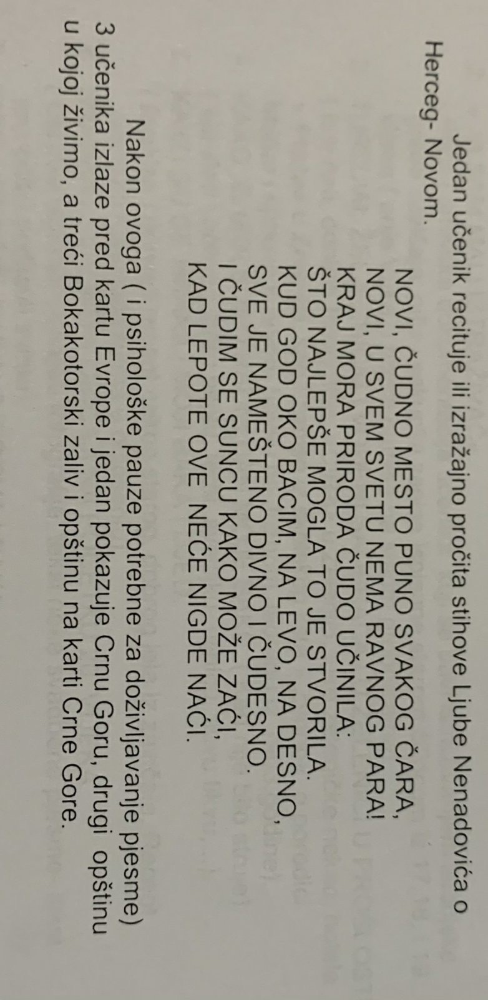 Jedan učenik recituje ili izražajno pročita stihove Ljube Nenadovića o
Herceg- Novom.
NOVI, ČUDNO MESTO PUNO SVAKOG ČARA,
NOVI, U SVEM SVETU NEMA RAVNOG PARA!
KRAJ MORA PRIRODA ČUDO UČINILA:
ŠTO NAJLEPŠE MOGLA TO JE STVORILA.
KUD GOD OKO BACIM, NA LEVO, NA DESNO,
SVE JE NAMEŠTENO DIVNO I ČUDESNO.
I ČUDIM SE SUNCU KAKO MOŽE ZAĆI,
KAD LEPOTE OVE NEĆE NIGDE NAĆI.
Nakon ovoga ( i psihološke pauze potrebne za doživljavanje pjesme)
3 učenika izlaze pred kartu Evrope i jedan pokazuje Crnu Goru, drugi opštinu
u kojoj živimo, a treći Bokakotorski zaliv i opštinu na karti Crne Gore.